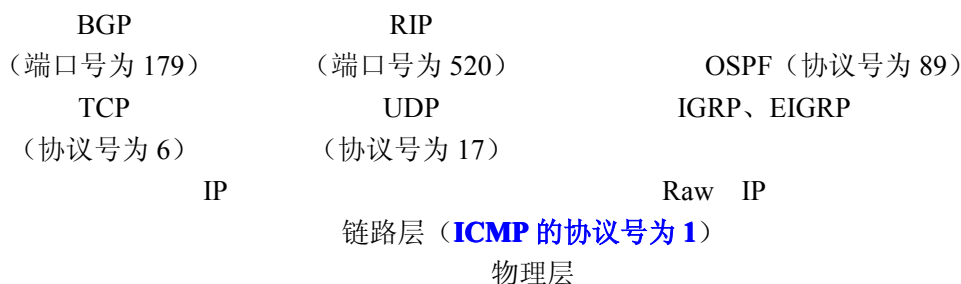 BGP RIP
（端口号为 179） （端口号为 520） OSPF（协议号为 89）
TCP UDP IGRP、EIGRP
（协议号为 6） （协议号为 17）
IP Raw IP
链路层（ICMP 的协议号为 1）
物理层